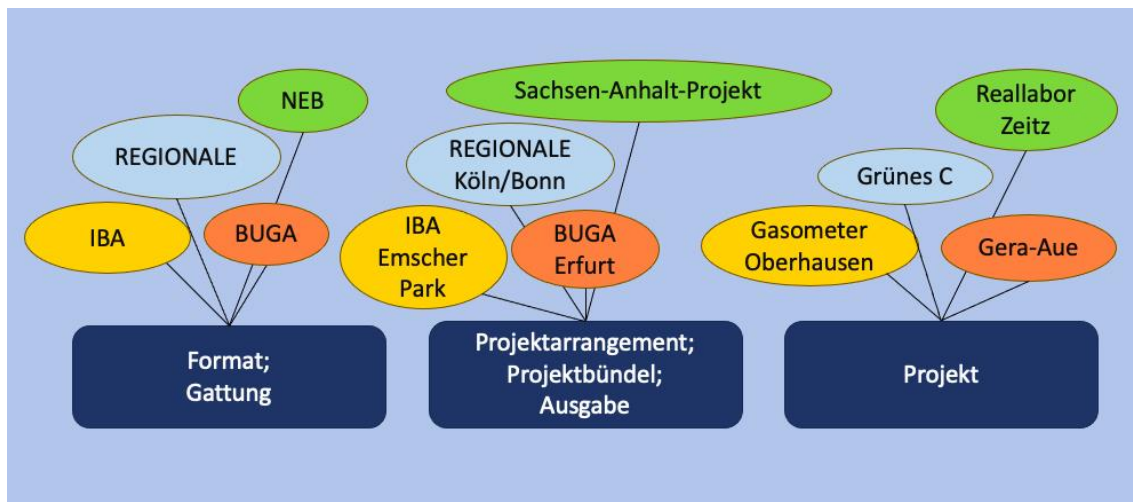 NEB
REGIONALE
IBA
BUGA
Format;
Gattung
Sachsen-Anhalt-Projekt
REGIONALE
Köln/Bonn
IBA
Emscher
Park
BUGA
Erfurt
Projektarrangement;
Projektbündel;
Ausgabe
Reallabor
Zeitz
Grünes C
Gasometer
Oberhausen
Gera-Aue
Projekt